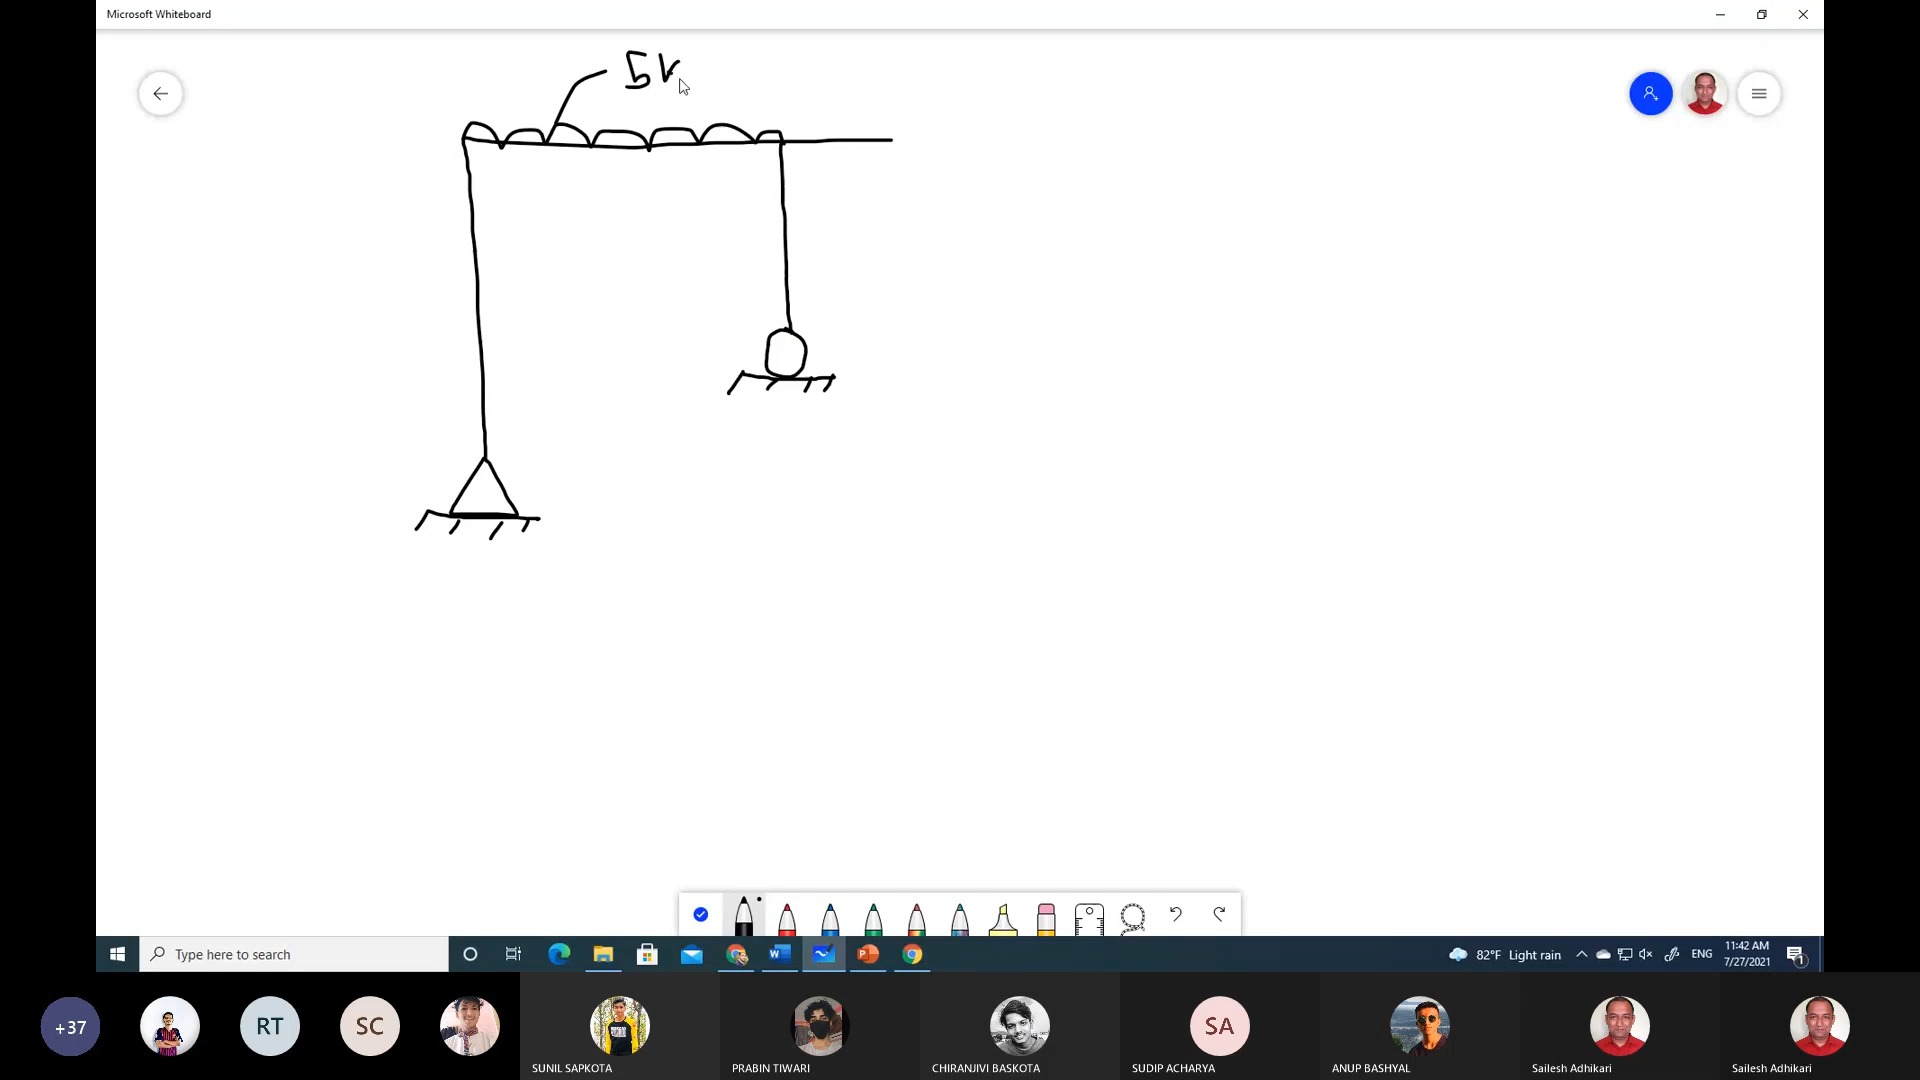 Microsoft Whiteboard
5k
Type here to search
82°F Light rain
ENG
11:42 AM
7/27/2021
1
+37
RT
SC
SA
SUNIL SAPKOTA
PRABIN TIWARI
CHIRANJIVI BASKOTA
SUDIP ACHARYA
ANUP BASHYAL
Sailesh Adhikari
Sailesh Adhikari